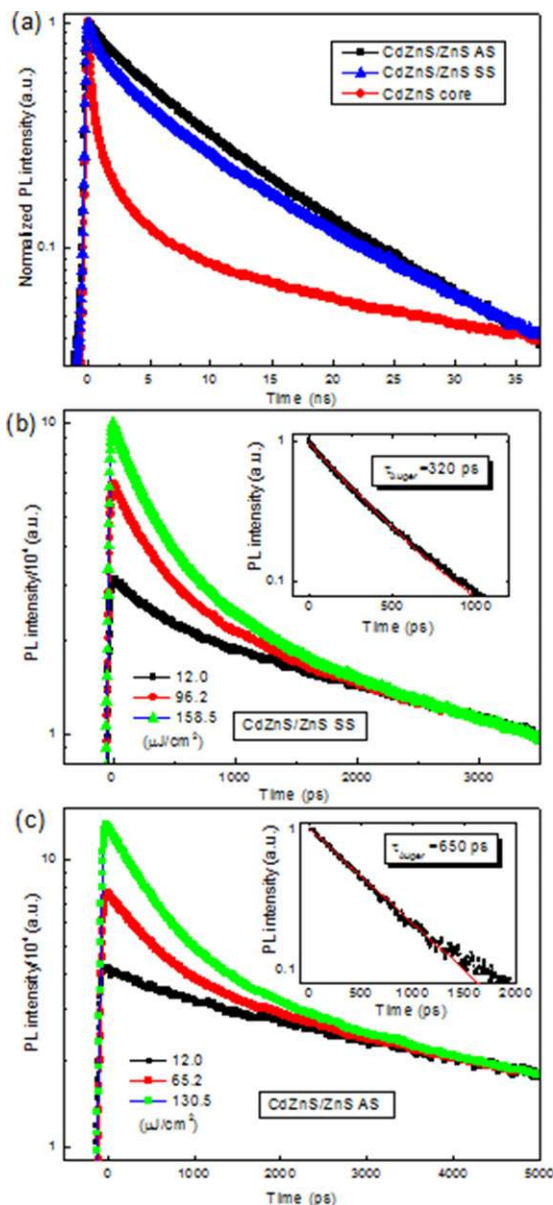 (a)
1
0.1
Normalized PL intensity (a.u.)
CdZnS/ZnS AS
CdZnS/ZnS SS
CdZnS core
0 5 10 15 20 25 30 35
Time (ns)
(b)
10
1
PL intensity/10⁴ (a.u.)
1
0.1
PL intensity (a.u.)
τAuger=320 ps
0 500 1000
Time (ps)
12.0
96.2
158.5
(μJ/cm²)
CdZnS/ZnS SS
0 1000 2000 3000
Time (ps)
(c)
10
1
PL intensity/10⁴ (a.u.)
1
0.1
PL intensity (a.u.)
τAuger=650 ps
0 500 1000 1500 2000
Time (ps)
12.0
65.2
130.5
(μJ/cm²)
CdZnS/ZnS AS
0 1000 2000 3000 4000 5000
Time (ps)